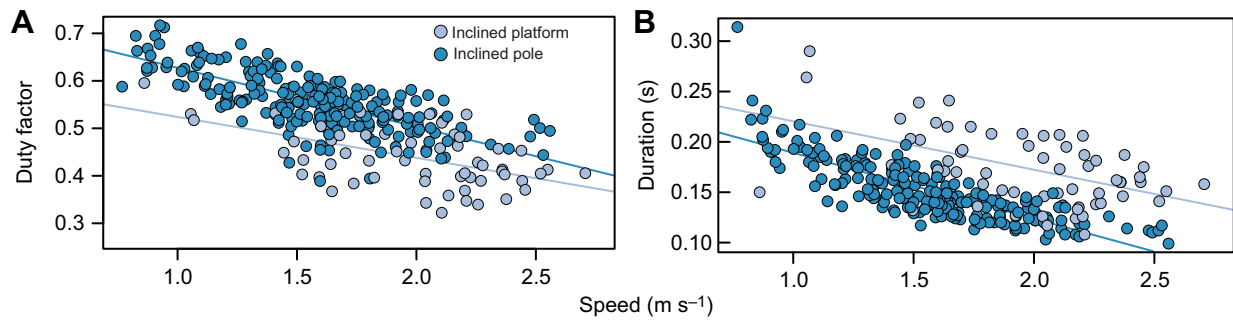 A
B
Duty factor
0.7
0.6
0.5
0.4
0.3
Inclined platform
Inclined pole
1.0
1.5
2.0
2.5
Duration (s)
0.30
0.25
0.20
0.15
0.10
1.0
1.5
2.0
2.5
Speed (m s–1)